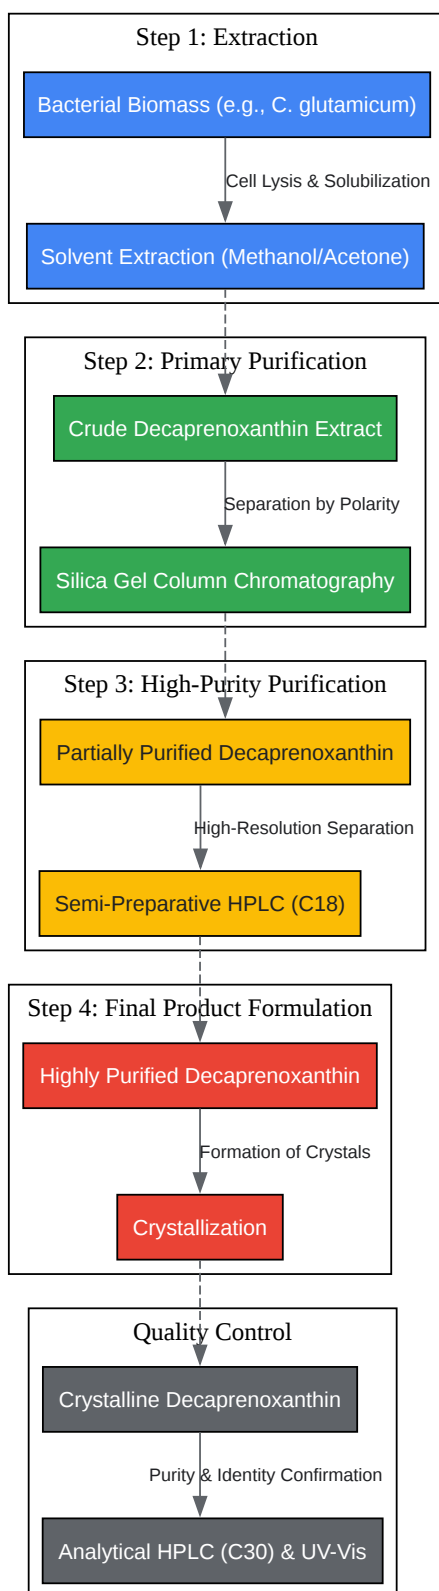 Step 1: Extraction
Bacterial Biomass (e.g., C. glutamicum)
Cell Lysis & Solubilization
Solvent Extraction (Methanol/Acetone)
Step 2: Primary Purification
Crude Decaprenoxanthin Extract
Separation by Polarity
Silica Gel Column Chromatography
Step 3: High-Purity Purification
Partially Purified Decaprenoxanthin
High-Resolution Separation
Semi-Preparative HPLC (C18)
Step 4: Final Product Formulation
Highly Purified Decaprenoxanthin
Formation of Crystals
Crystallization
Quality Control
Crystalline Decaprenoxanthin
Purity & Identity Confirmation
Analytical HPLC (C30) & UV-Vis